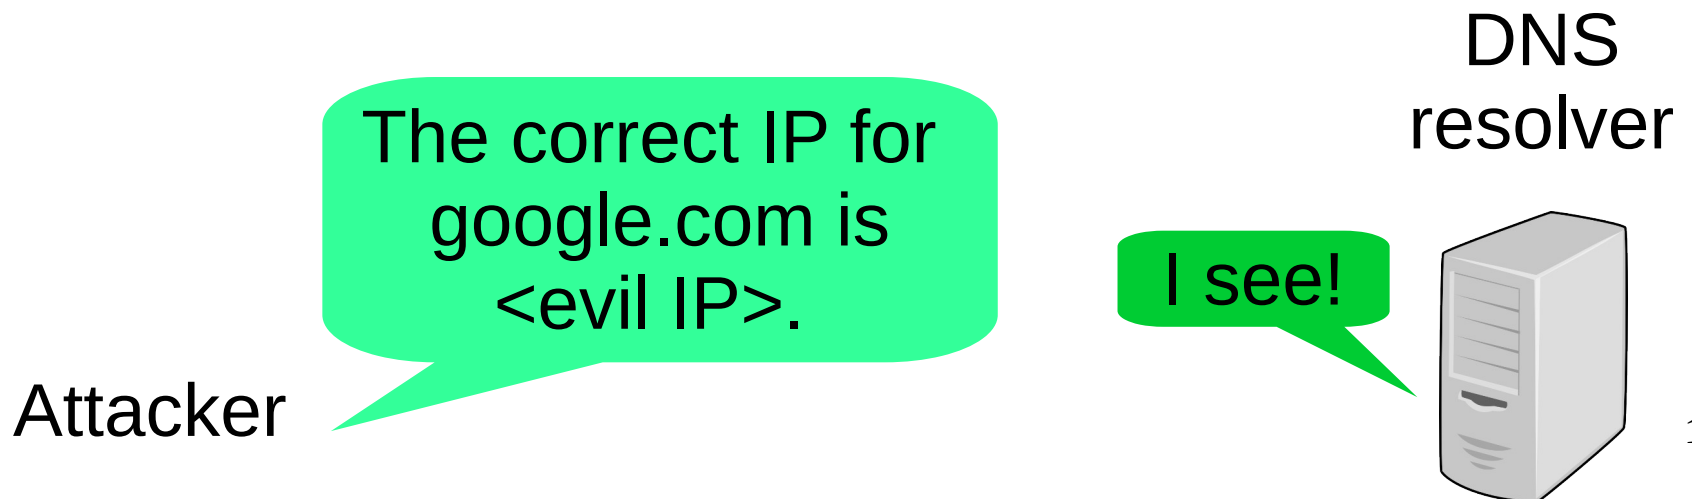 DNS
resolver
The correct IP for
google.com is
<evil IP>.
I see!
Attacker